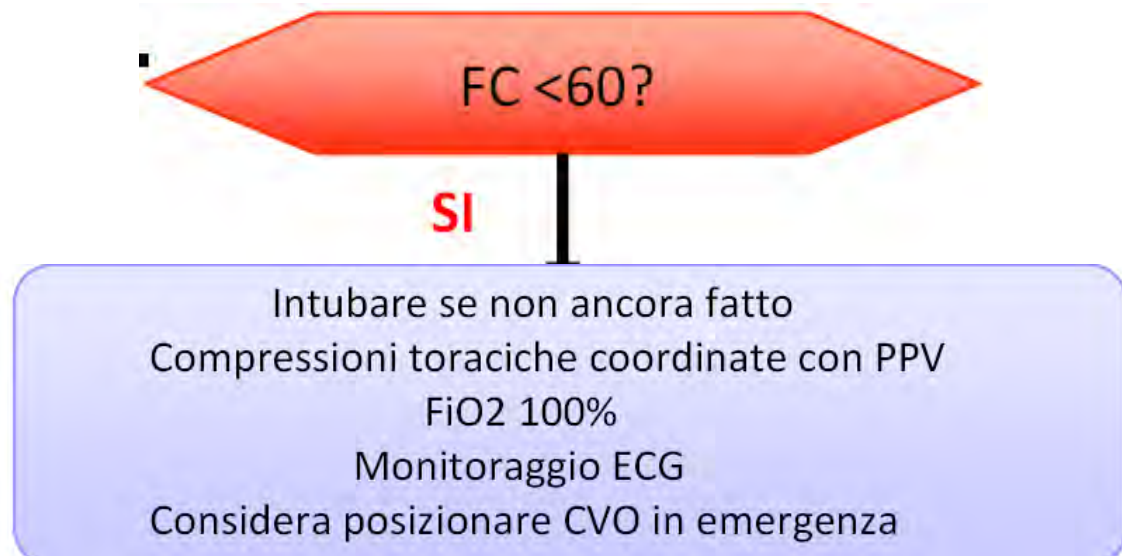 FC <60?
SI
Intubare se non ancora fatto
Compressioni toraciche coordinate con PPV
FiO2 100%
Monitoraggio ECG
Considera posizionare CVO in emergenza